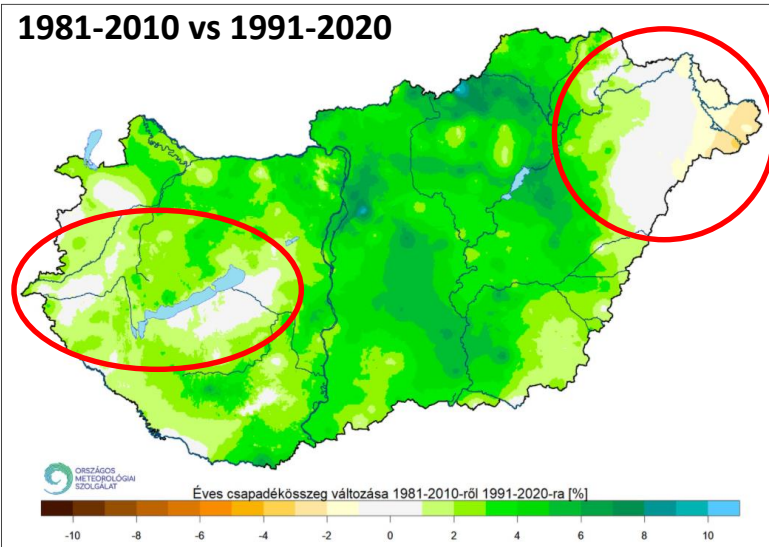 1981-2010 vs 1991-2020
ORSZÁGOS
METEOROLÓGIAI
SZOLGÁLAT
Éves csapadékösszeg változása 1981-2010-ről 1991-2020-ra [%]
-10 -8 -6 -4 -2 0 2 4 6 8 10